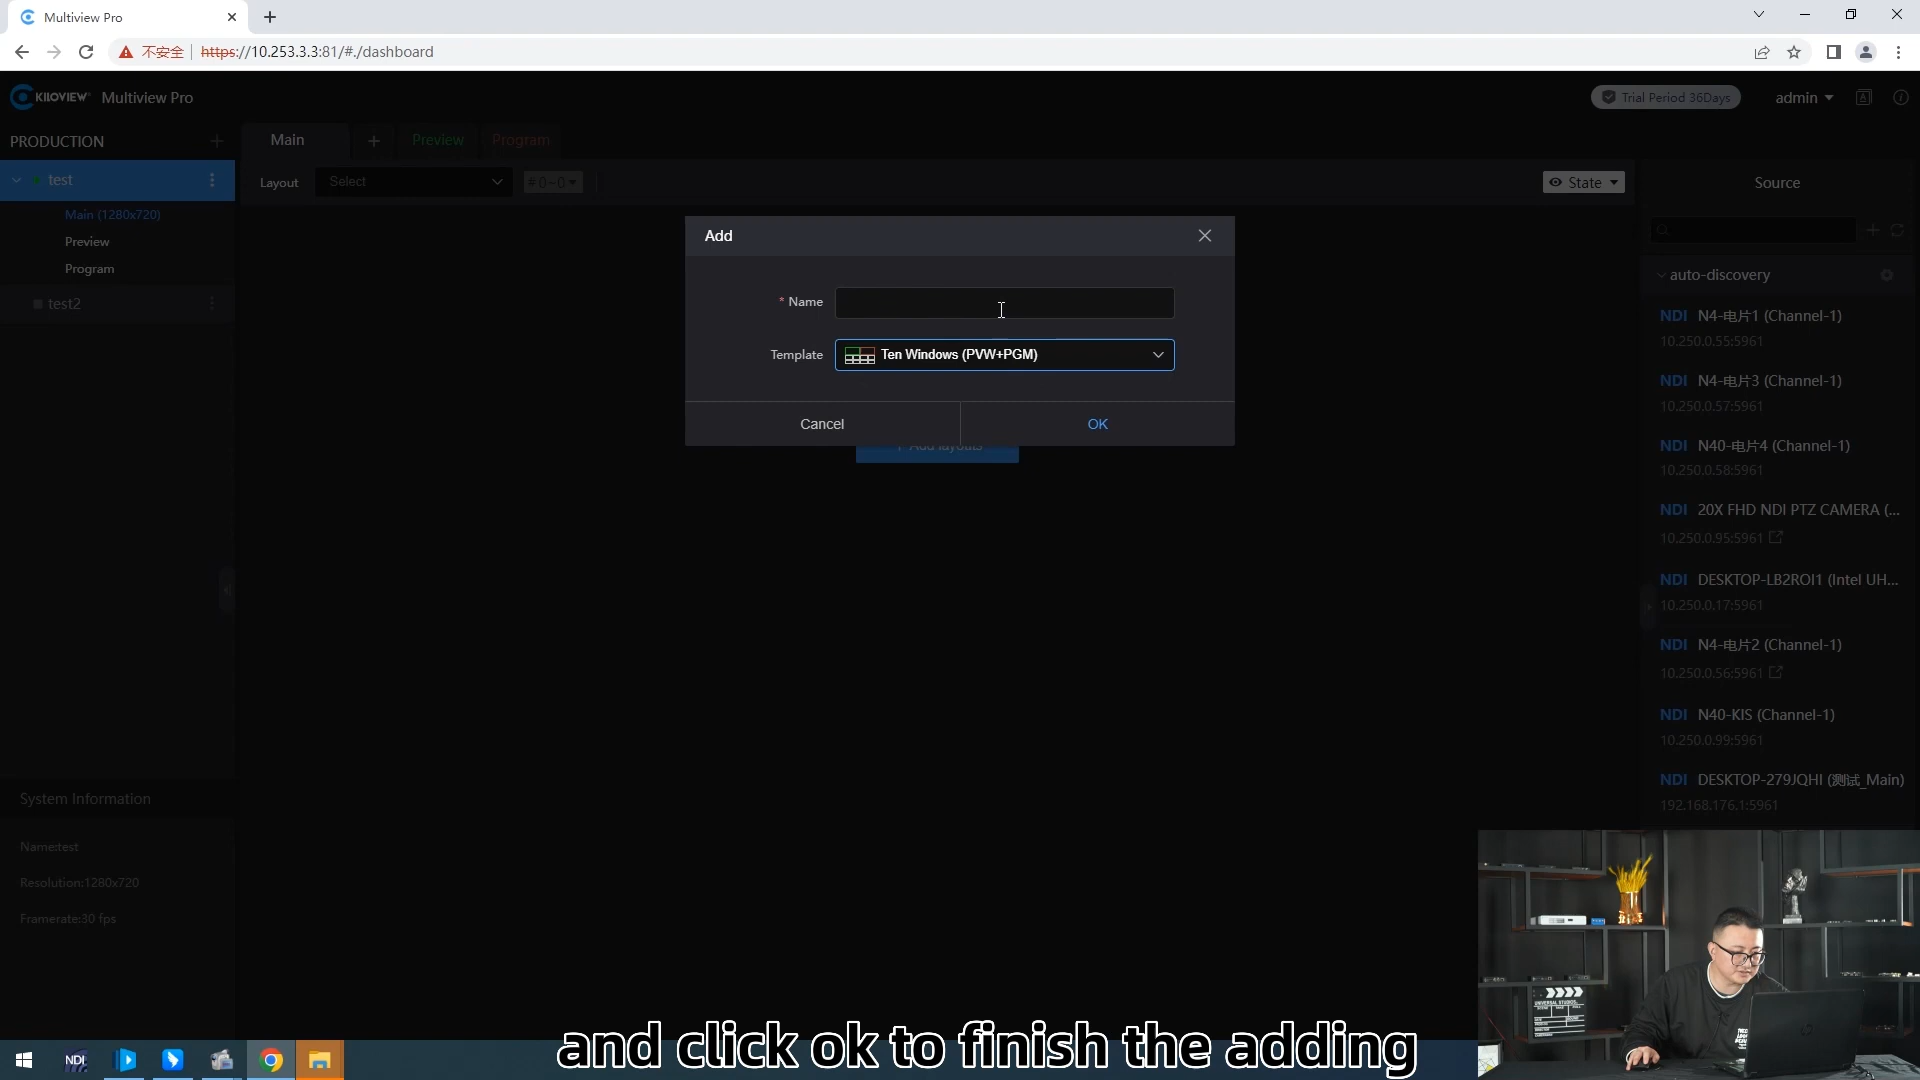 Multiview Pro
不安全
https://10.253.3.3:81/#./dashboard
KILOVIEW
Multiview Pro
Trial Period 36Days
admin
PRODUCTION
Main
Preview
Program
test
Layout
Select
#0~0
State
Source
Main (1280x720)
Preview
Program
test2
Add
* Name
Template
Ten Windows (PVW+PGM)
Cancel
OK
+ Add layouts
auto-discovery
NDI N4-电片1 (Channel-1)
10.250.0.55:5961
NDI N4-电片3 (Channel-1)
10.250.0.57:5961
NDI N40-电片4 (Channel-1)
10.250.0.58:5961
NDI 20X FHD NDI PTZ CAMERA (...
10.250.0.95:5961
NDI DESKTOP-LB2ROI1 (Intel UH...
10.250.0.17:5961
NDI N4-电片2 (Channel-1)
10.250.0.56:5961
NDI N40-KIS (Channel-1)
10.250.0.99:5961
NDI DESKTOP-279JQHI (测试_Main)
192.168.176.1:5961
System Information
Name:test
Resolution:1280x720
Framerate:30 fps
UNIVERSAL STUDIOS
NDI
and click ok to finish the adding